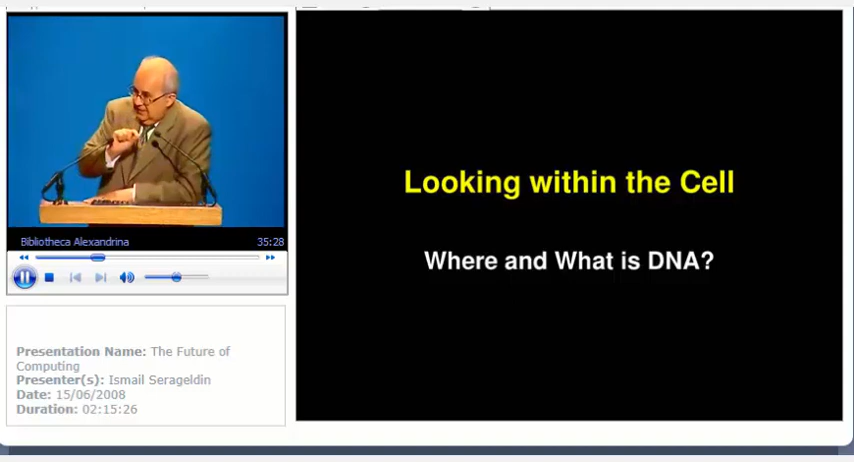 Bibliotheca Alexandrina 35:28
Presentation Name: The Future of
Computing
Presenter(s): Ismail Serageldin
Date: 15/06/2008
Duration: 02:15:26
Looking within the Cell
Where and What is DNA?